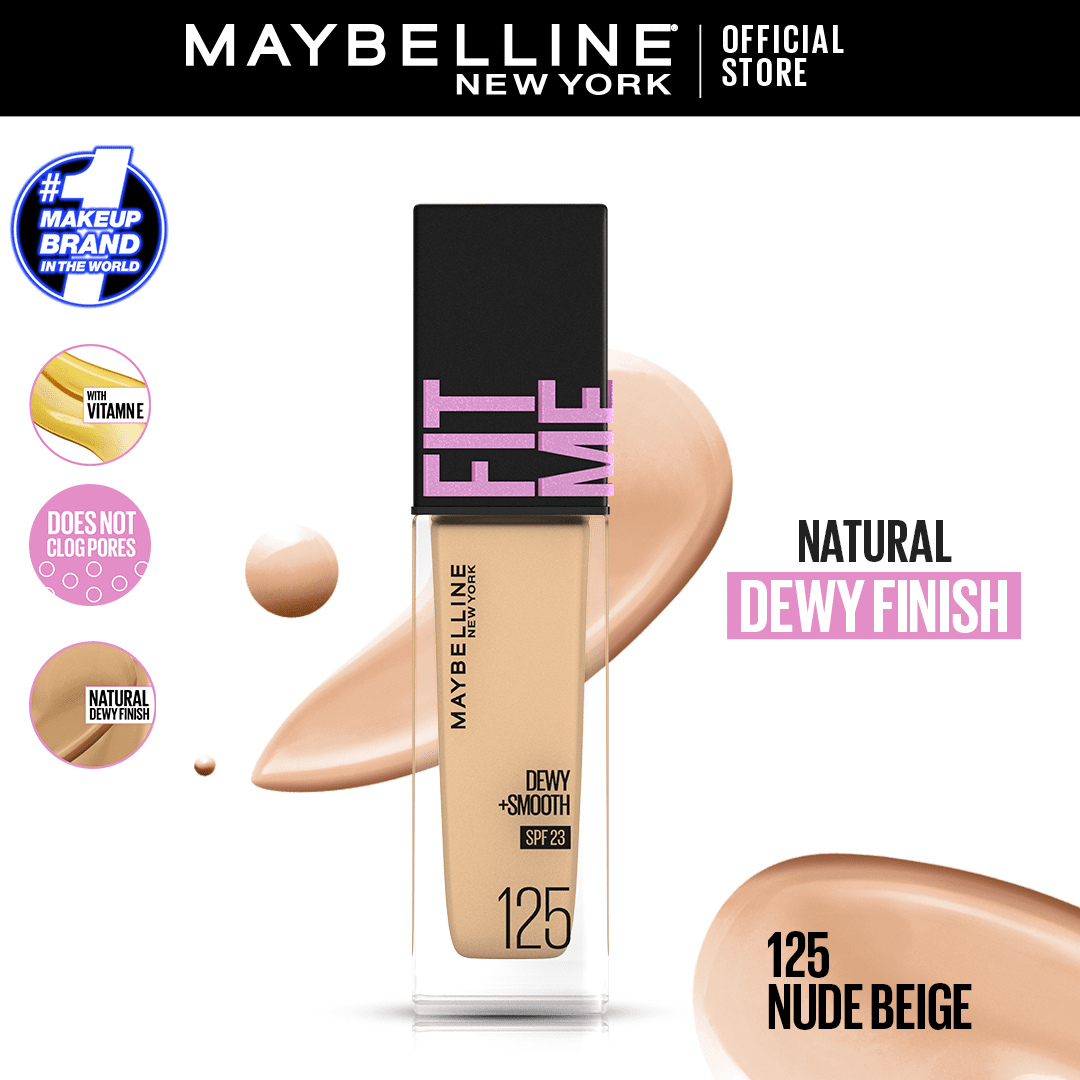 MAYBELLINE
NEW YORK
OFFICIAL
STORE
#1
MAKEUP
BRAND
IN THE WORLD
WITH
VITAMN E
DOES NOT
CLOG PORES
NATURAL
DEWY FINISH
FIT
ME
MAYBELLINE
NEW YORK
DEWY
+SMOOTH
SPF 23
125
NATURAL
DEWY FINISH
125
NUDE BEIGE